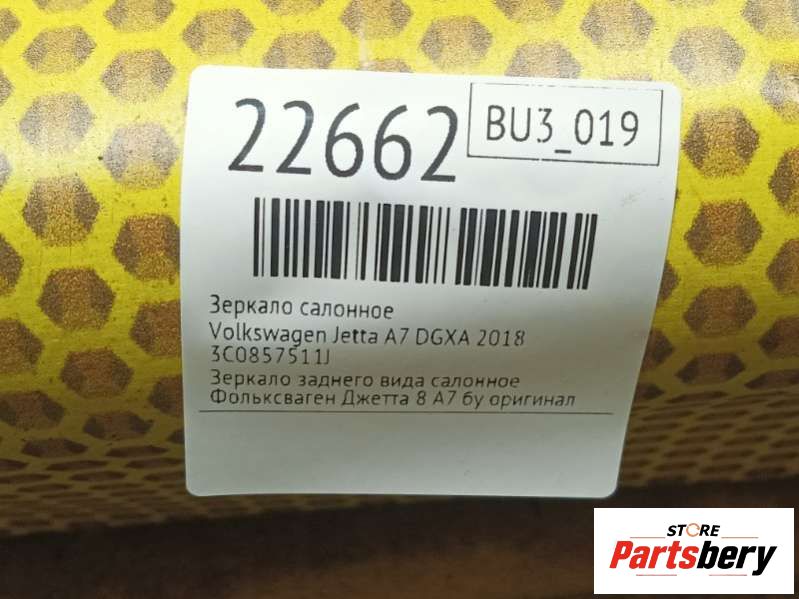 22662
BU3_019
Зеркало салонное
Volkswagen Jetta A7 DGXA 2018
3C0857511J
Зеркало заднего вида салонное
Фольксваген Джетта 8 А7 бу оригинал
STORE
Partsbery